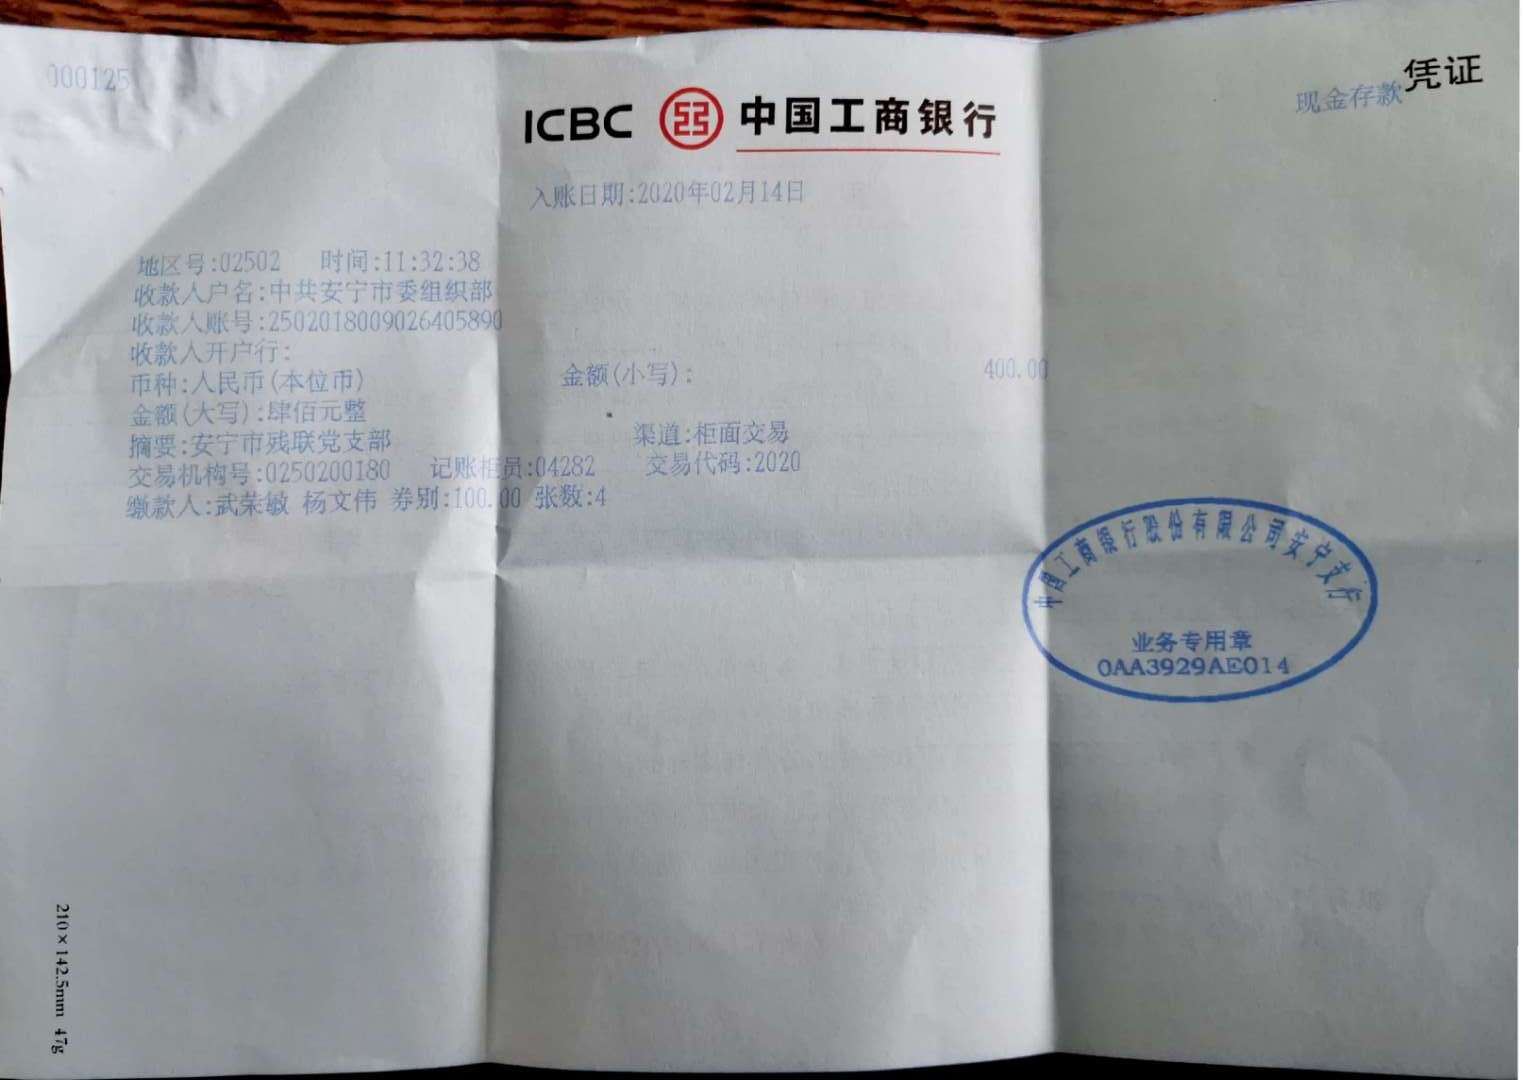 000125
现金存款凭证
ICBC 中国工商银行
入账日期:2020年02月14日
地区号:02502 时间:11:32:38
收款人户名:中共安宁市委组织部
收款人账号:2502018009026405890
收款人开户行:
币种:人民币(本位币) 金额(小写): 400.00
金额(大写):肆佰元整
摘要:安宁市残联党支部 渠道:柜面交易
交易机构号:0250200180 记账柜员:04282 交易代码:2020
缴款人:武荣敏 杨文伟 券别:100.00 张数:4
中国工商银行股份有限公司安宁支行
业务专用章
0AA3929AE014
210×142.5mm 47g